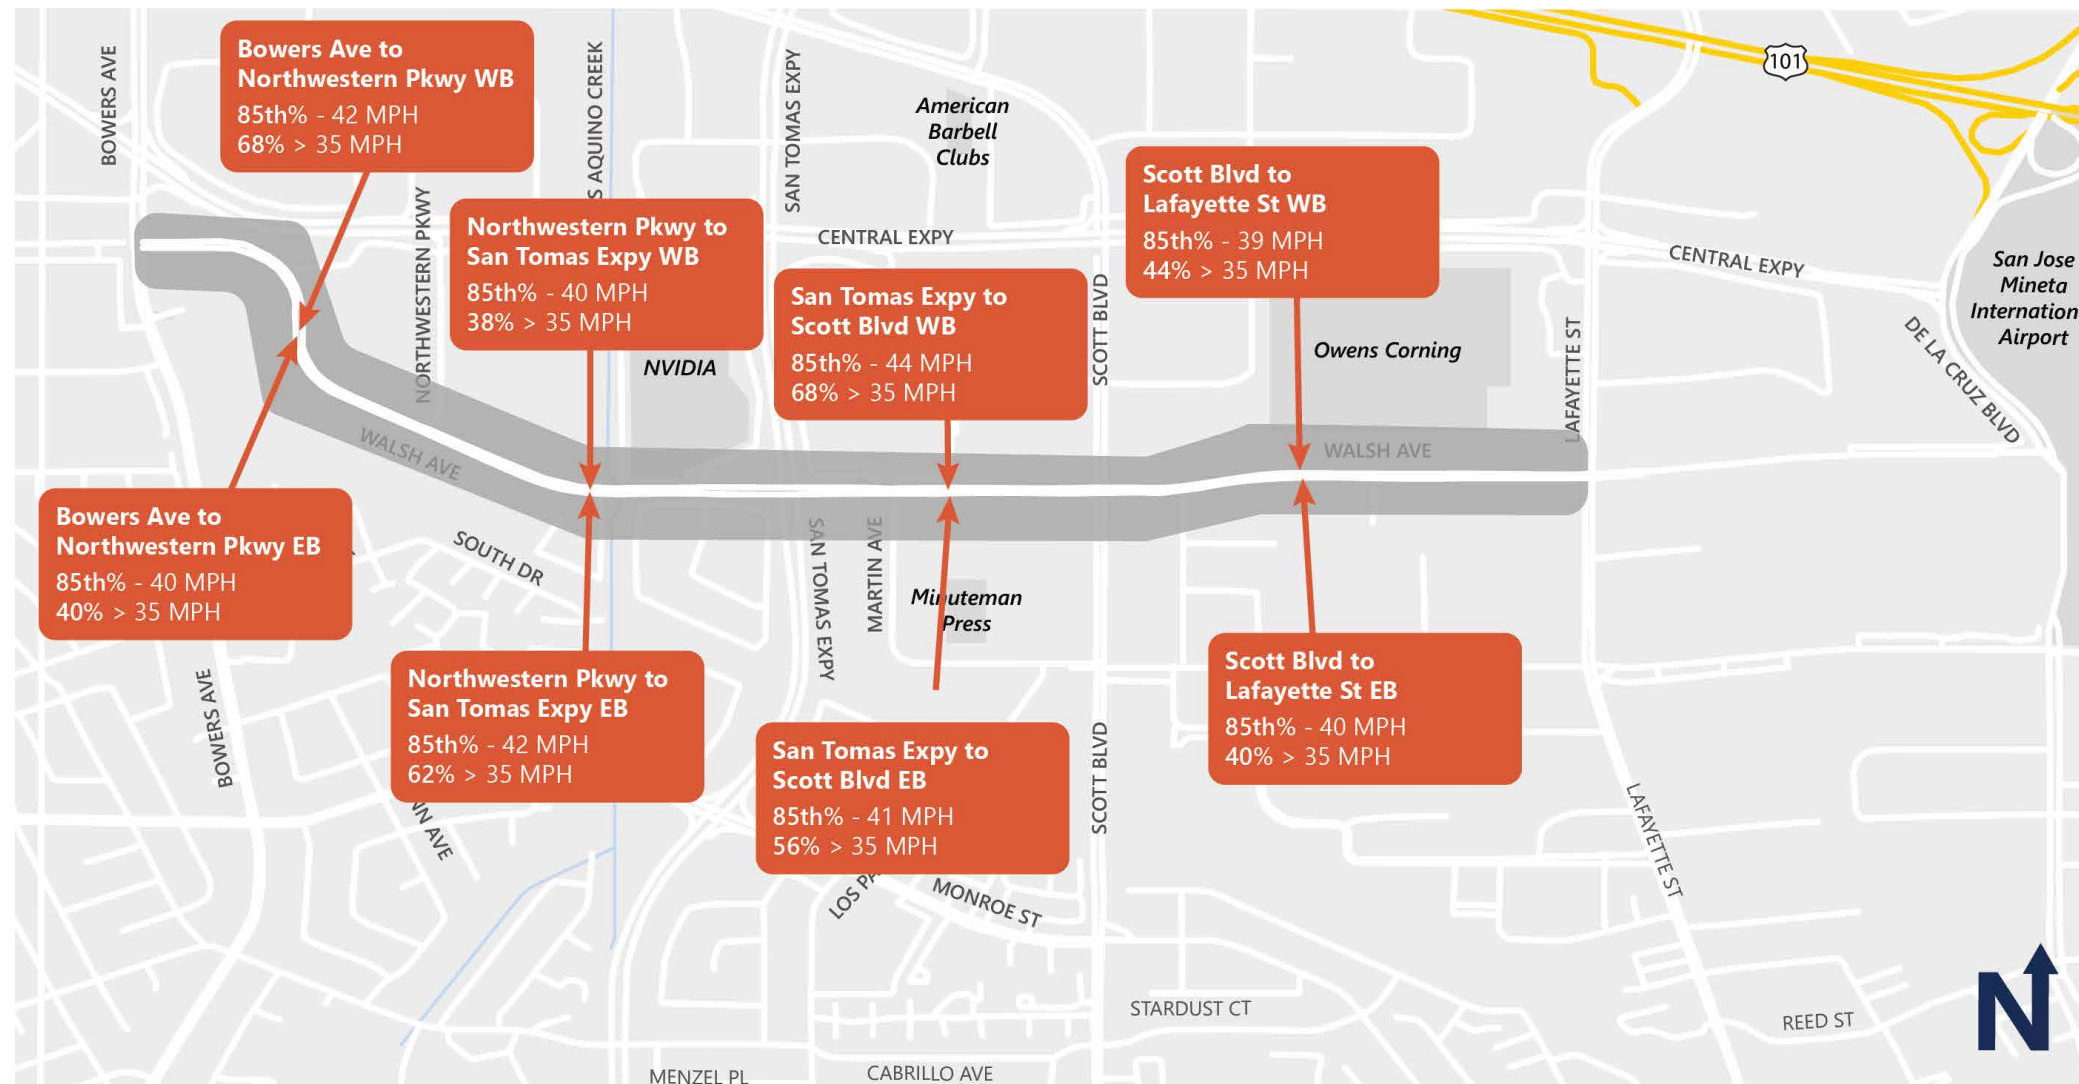 Bowers Ave to
Northwestern Pkwy WB
85th% - 42 MPH
68% > 35 MPH
BOWERS AVE
S AQUINO CREEK
SAN TOMAS EXPY
American
Barbell
Clubs
101
Northwestern Pkwy to
San Tomas Expy WB
85th% - 40 MPH
38% > 35 MPH
NORTHWESTERN PKWY
CENTRAL EXPY
San Tomas Expy to
Scott Blvd WB
85th% - 44 MPH
68% > 35 MPH
SCOTT BLVD
Scott Blvd to
Lafayette St WB
85th% - 39 MPH
44% > 35 MPH
CENTRAL EXPY
San Jose
Mineta
Internation
Airport
DE LA CRUZ BLVD
NVIDIA
Owens Corning
LAFAYETTE ST
WALSH AVE
WALSH AVE
Bowers Ave to
Northwestern Pkwy EB
85th% - 40 MPH
40% > 35 MPH
SOUTH DR
SAN TOMAS EXPY
MARTIN AVE
Minuteman
Press
BOWERS AVE
Northwestern Pkwy to
San Tomas Expy EB
85th% - 42 MPH
62% > 35 MPH
San Tomas Expy to
Scott Blvd EB
85th% - 41 MPH
56% > 35 MPH
SCOTT BLVD
Scott Blvd to
Lafayette St EB
85th% - 40 MPH
40% > 35 MPH
LAFAYETTE ST
NN AVE
LOS PA
MONROE ST
STARDUST CT
REED ST
N
MENZEL PL
CABRILLO AVE